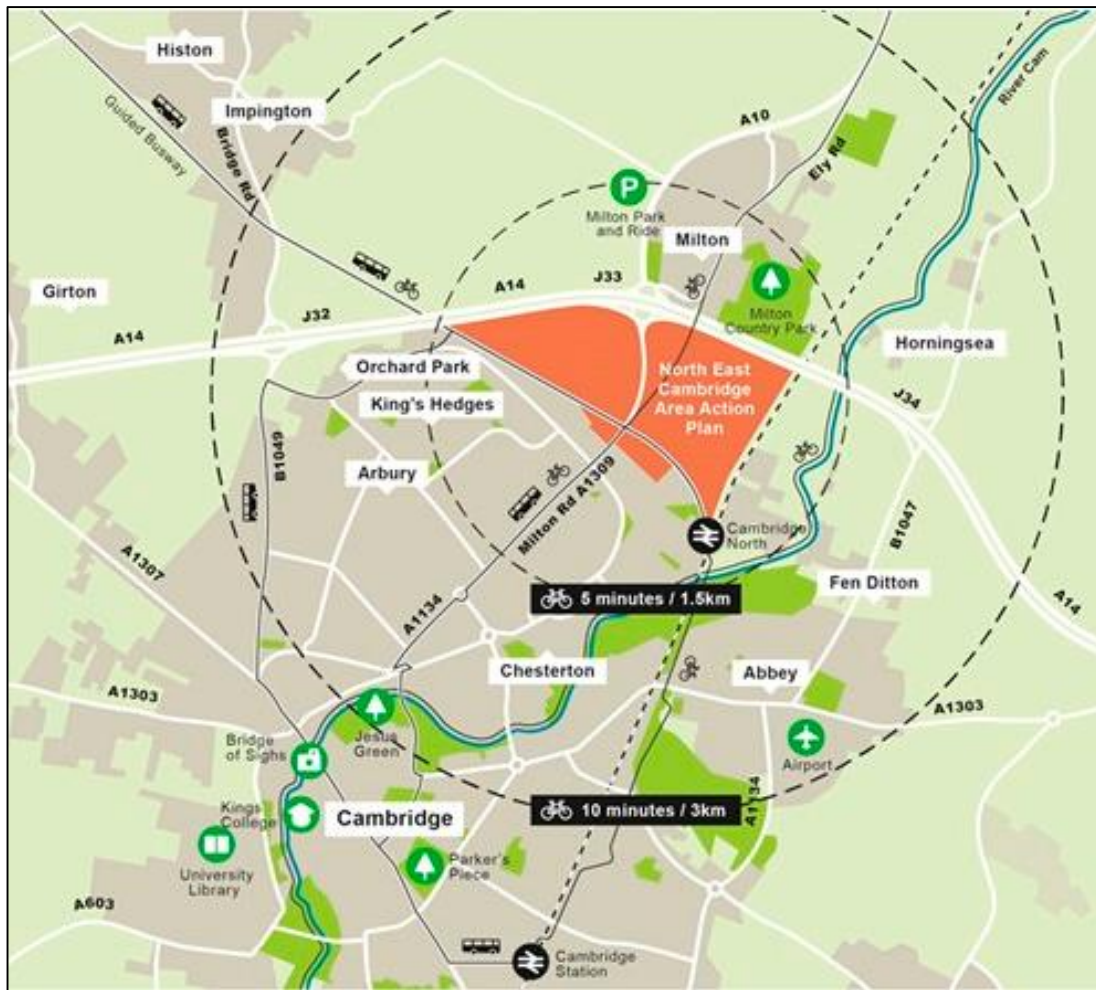 Histon
Impington
Guided Busway
Bridge Rd
A10
Ely Rd
River Cam
P
Milton Park
and Ride
Milton
Girton
A14
J32
A14
J33
Milton
Country Park
Horningsea
Orchard Park
King's Hedges
North East
Cambridge
Area Action
Plan
J34
B1049
Arbury
Milton Rd A1309
Cambridge
North
B1047
A1307
5 minutes / 1.5km
Fen Ditton
A14
A1134
Chesterton
Abbey
A1303
A1303
Jesus
Green
Bridge
of Sighs
Airport
Kings
College
Cambridge
10 minutes / 3km
A1134
University
Library
Parker's
Piece
A603
Cambridge
Station